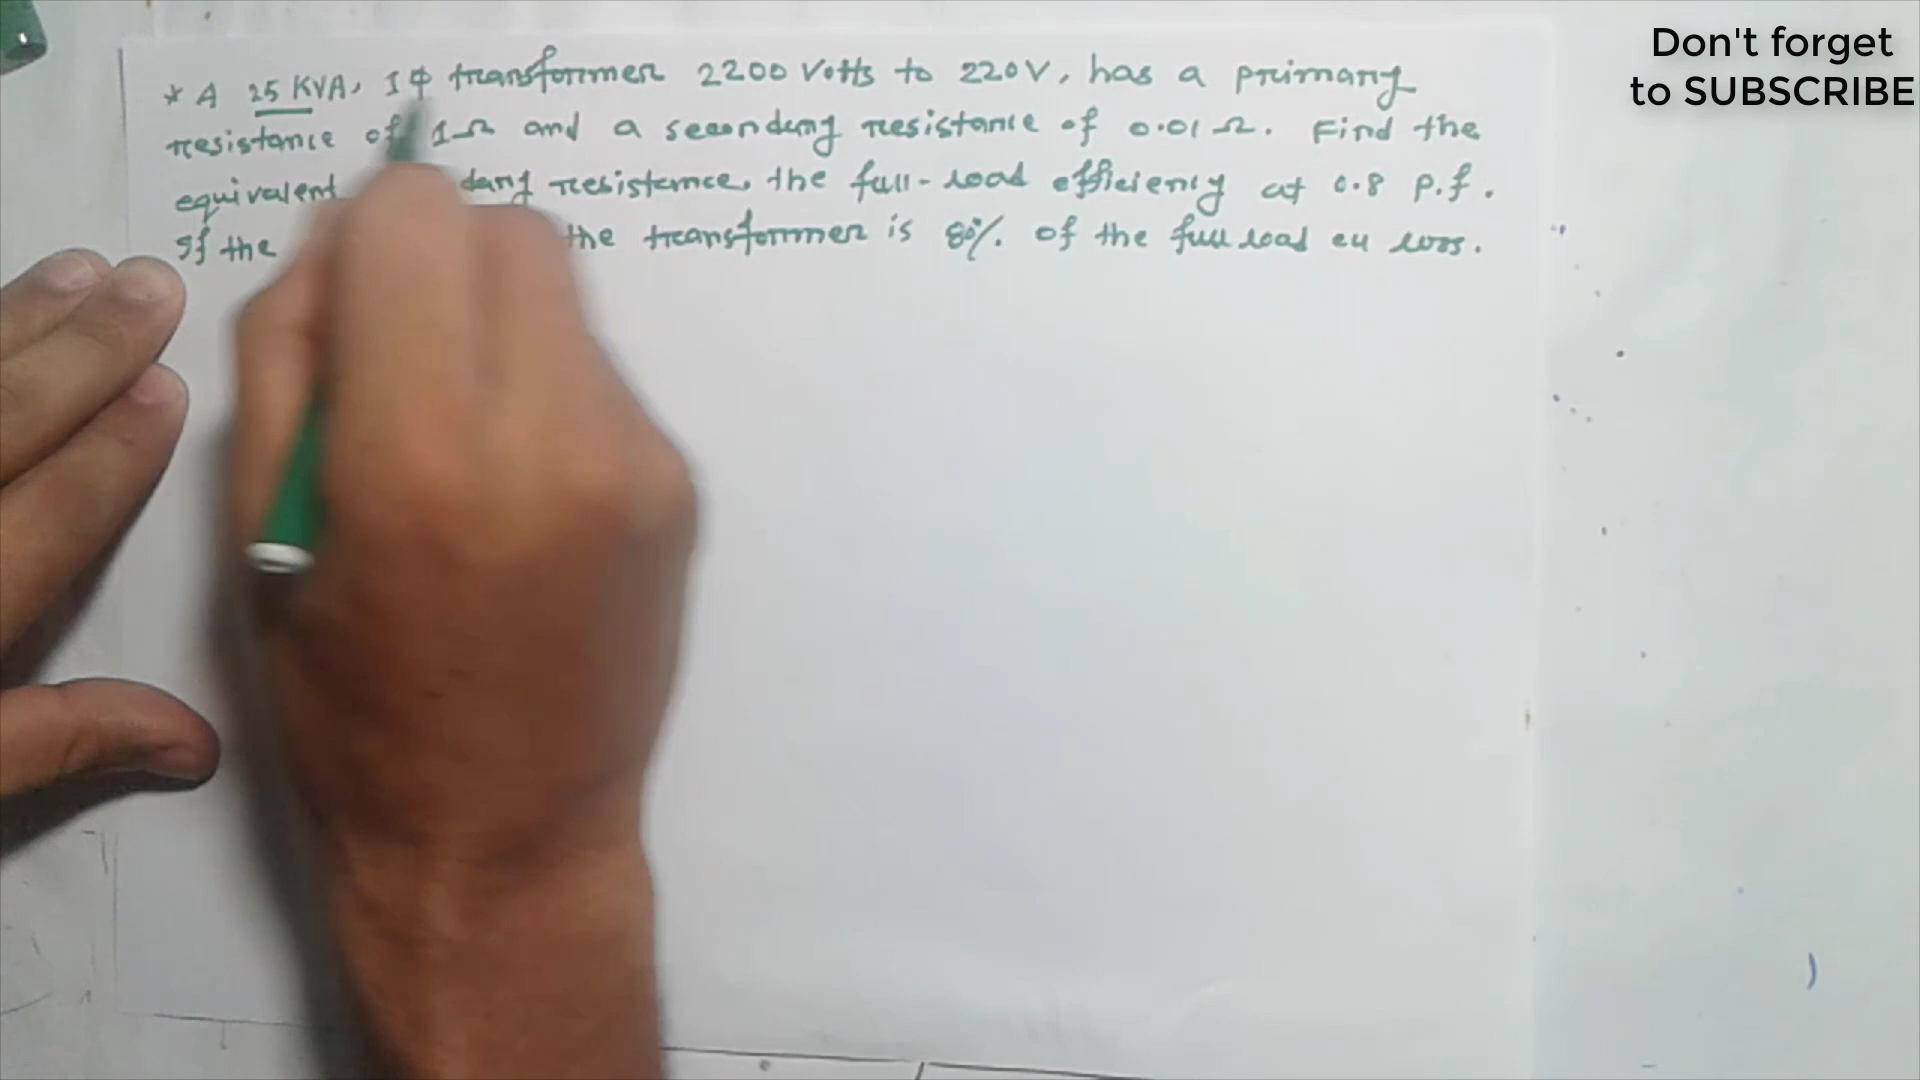 * A 25 KVA, 1 φ transformer 2200 Volts to 220V, has a primary
resistance of 1Ω and a secondary resistance of 0.01 Ω. Find the
equivalent dary resistance, the full-load efficiency at 0.8 p.f.
If the the transformer is 80% of the full load cu loss.
Don't forget
to SUBSCRIBE